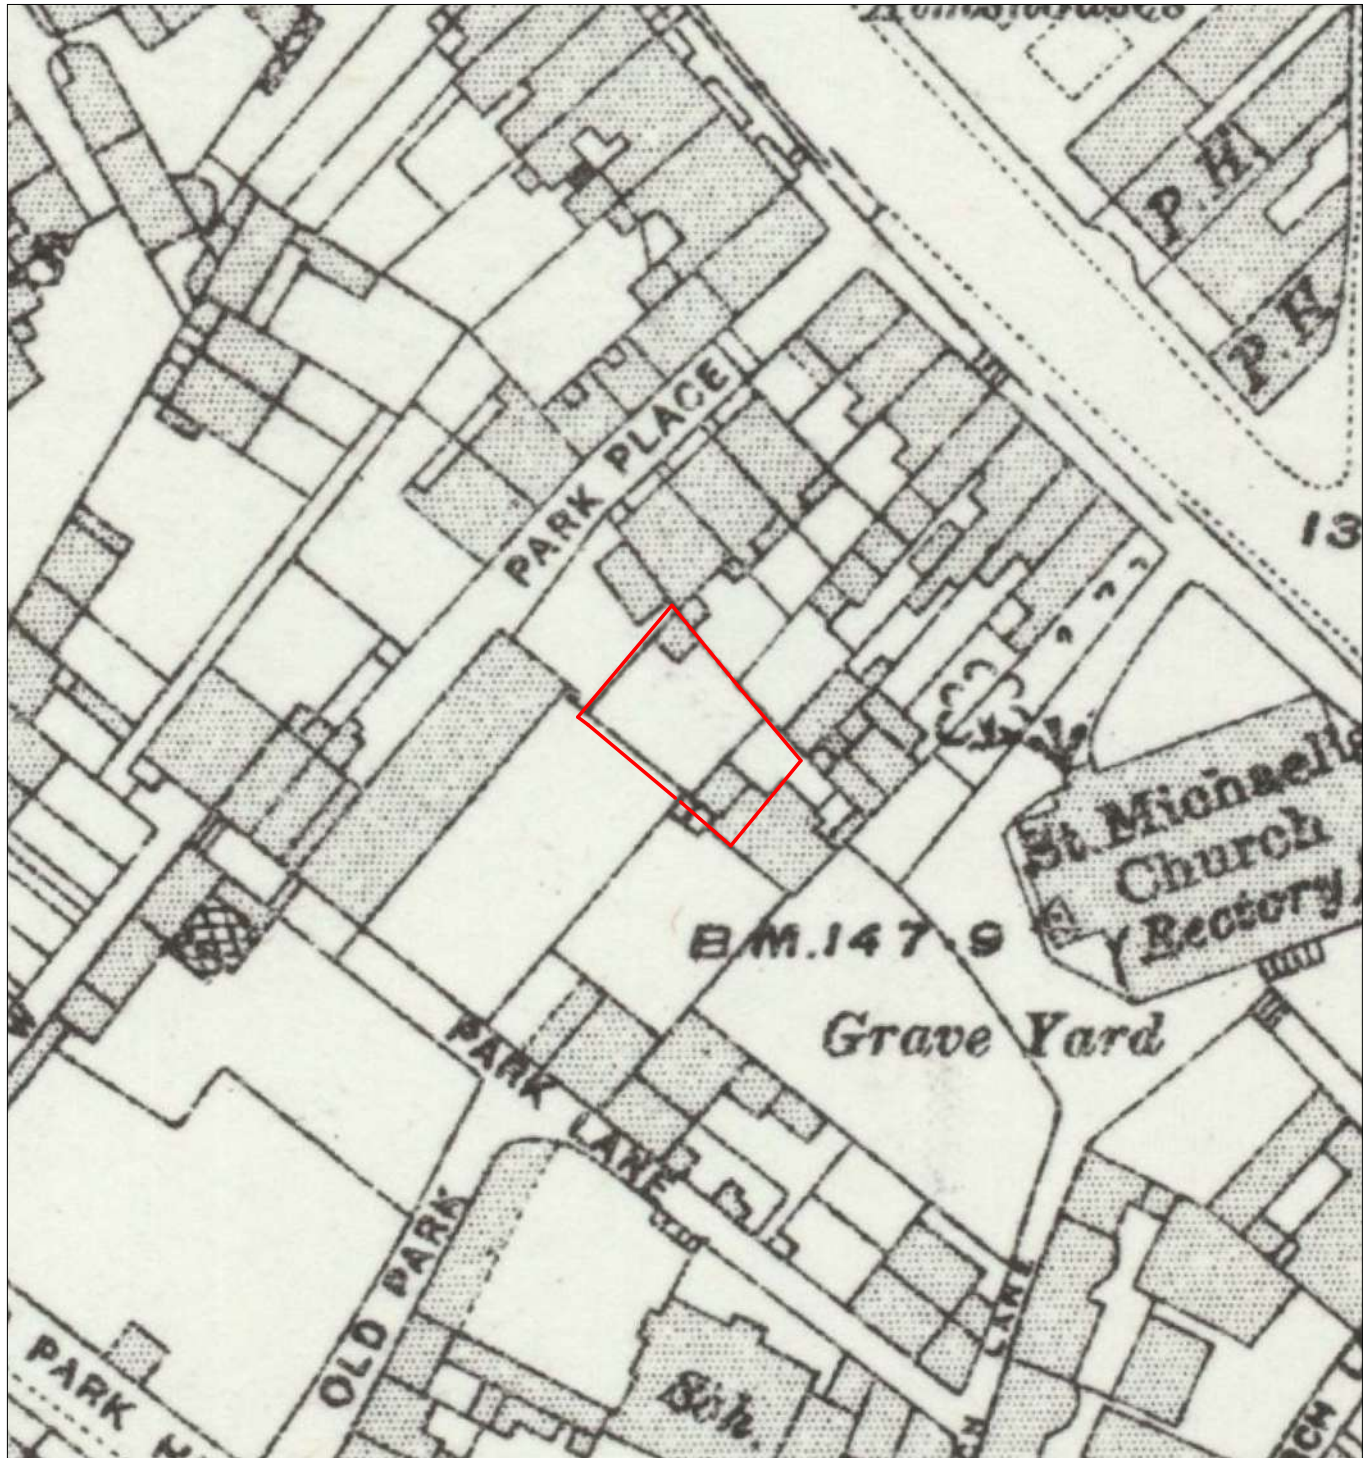 P.H.
P.H
PARK PLACE
13
St. Michael's
Church
Rectory
B.M.147.9
Grave Yard
PARK
LANE
OLD PARK
LANE
PARK
Sch.